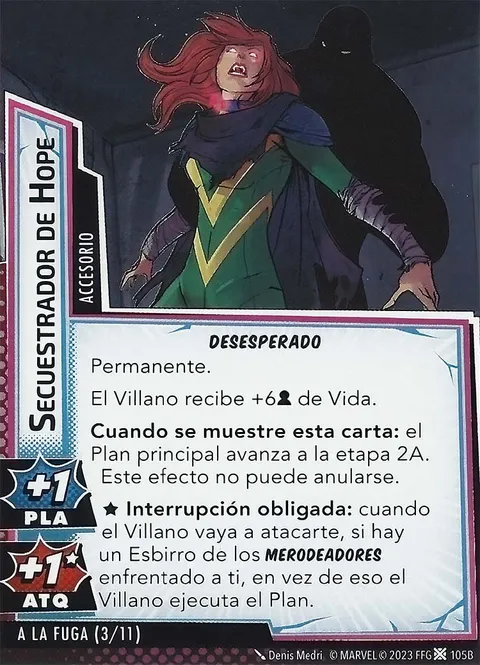 SECUESTRADOR DE HOPE
ACCESORIO
DESESPERADO
Permanente.
El Villano recibe +6 de Vida.
Cuando se muestre esta carta: el
Plan principal avanza a la etapa 2A.
Este efecto no puede anularse.
★ Interrupción obligada: cuando
el Villano vaya a atacarte, si hay
un Esbirro de los MERODEADORES
enfrentado a ti, en vez de eso el
Villano ejecuta el Plan.
+1
PLA
+1★
ATQ
A LA FUGA (3/11)
Denis Medri © MARVEL © 2023 FFG 105B